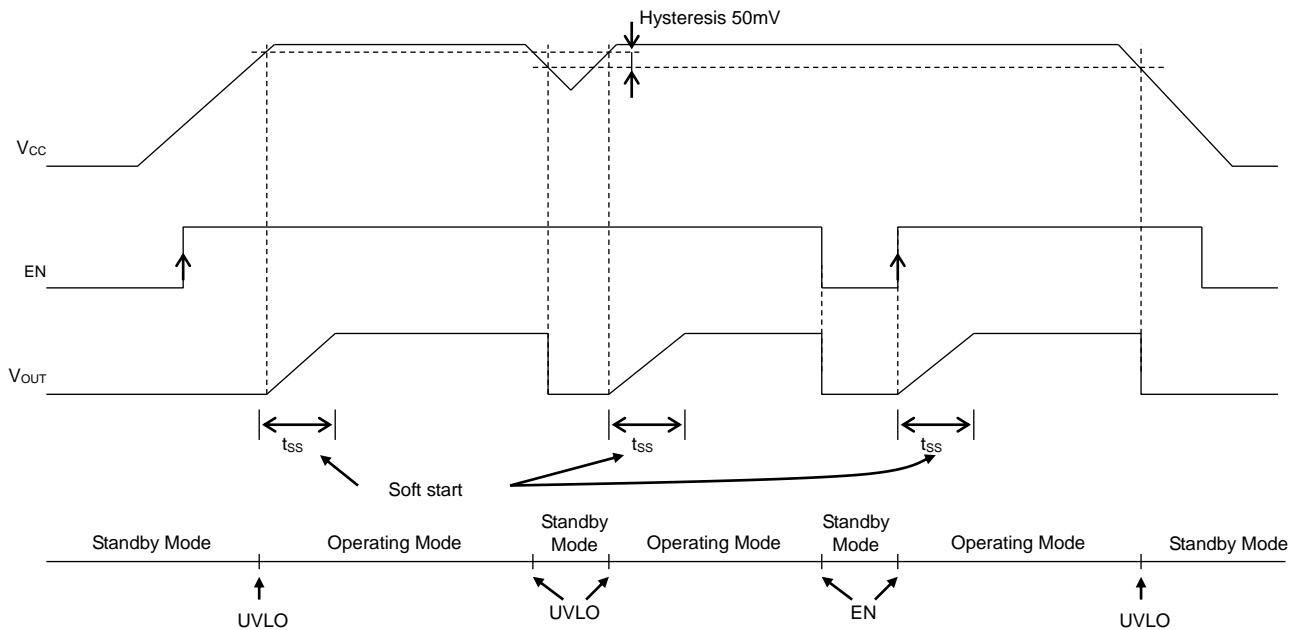 Hysteresis 50mV
VCC
EN
VOUT
tSS
tSS
tSS
Soft start
Standby Mode
Operating Mode
Standby
Mode
Operating Mode
Standby
Mode
Operating Mode
Standby Mode
UVLO
UVLO
EN
UVLO